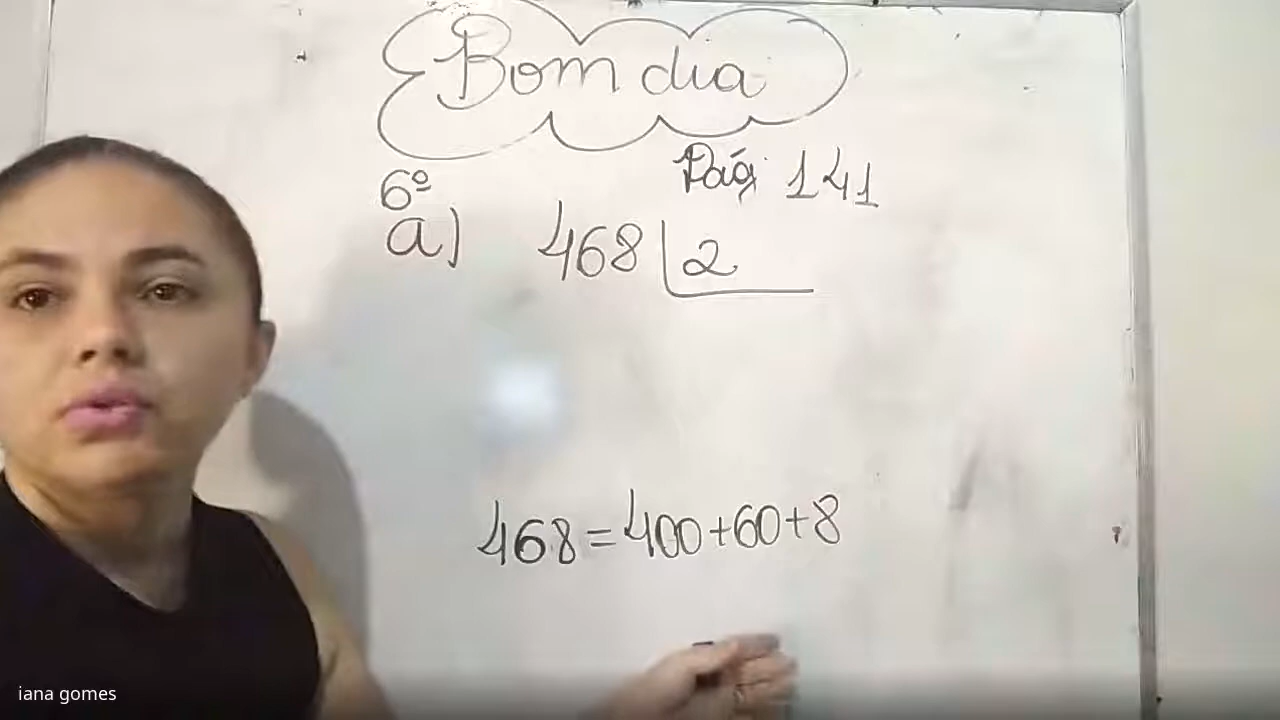 Bom dia
Pág. 141
6º
a) 468 2
468=400+60+8
iana gomes